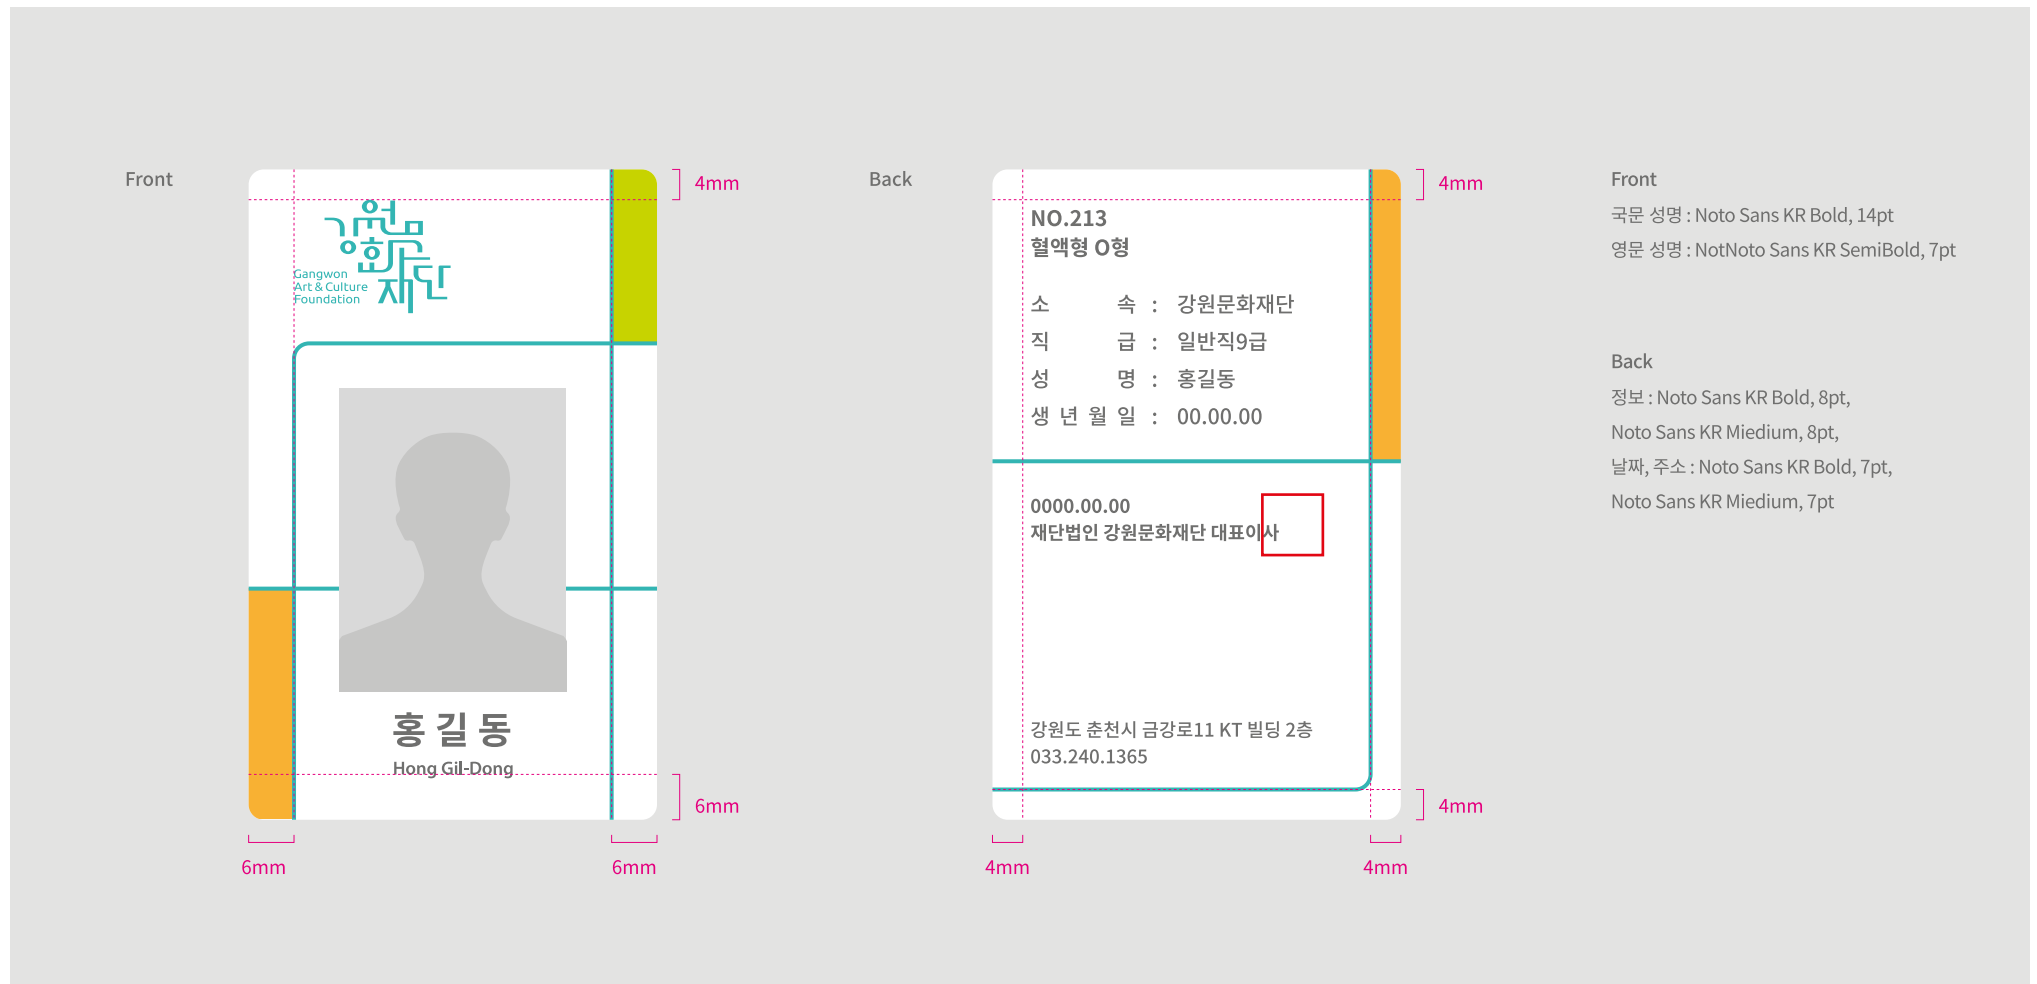 Front
4mm
강원문화재단
Gangwon
Art & Culture
Foundation
홍길동
Hong Gil-Dong
6mm
6mm
6mm
Back
4mm
NO.213
혈액형 O형
소 속 : 강원문화재단
직 급 : 일반직9급
성 명 : 홍길동
생 년 월 일 : 00.00.00
0000.00.00
재단법인 강원문화재단 대표이사
강원도 춘천시 금강로11 KT 빌딩 2층
033.240.1365
4mm
4mm
4mm
Front
국문 성명 : Noto Sans KR Bold, 14pt
영문 성명 : NotNoto Sans KR SemiBold, 7pt
Back
정보 : Noto Sans KR Bold, 8pt,
Noto Sans KR Miedium, 8pt,
날짜, 주소 : Noto Sans KR Bold, 7pt,
Noto Sans KR Miedium, 7pt